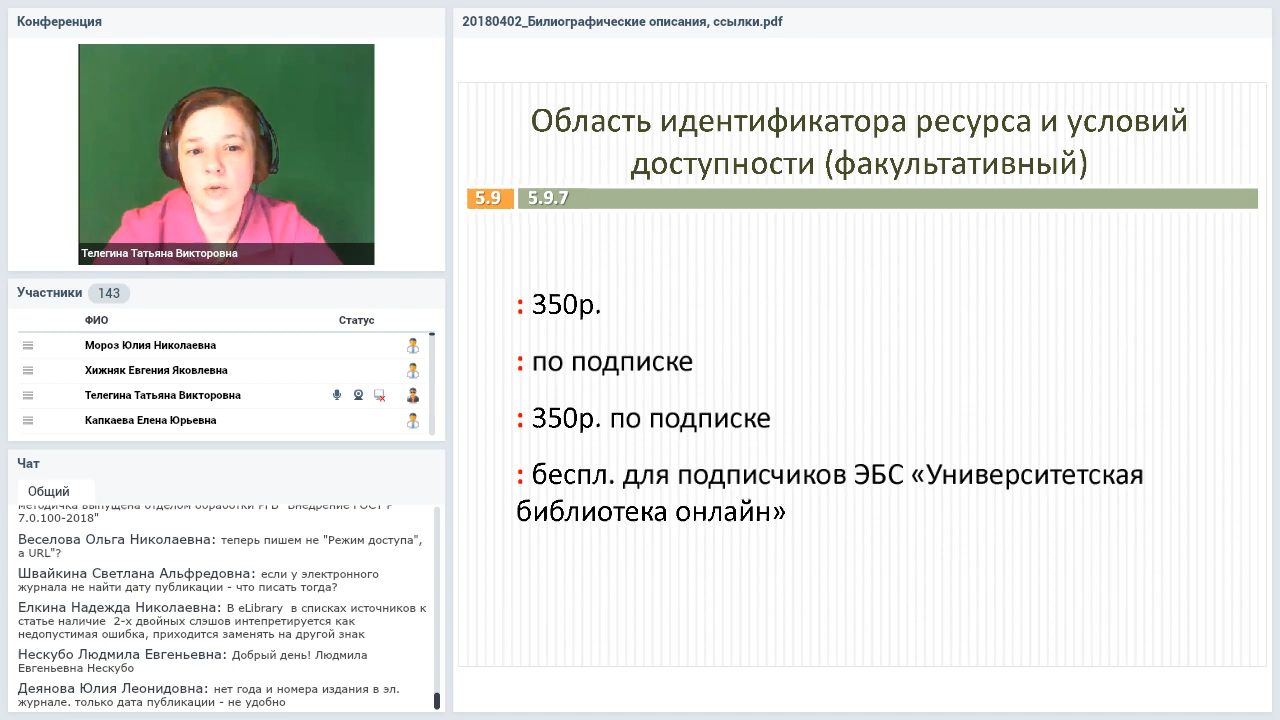 Конференция
Телегина Татьяна Викторовна
Участники 143
ФИО Статус
Мороз Юлия Николаевна
Хижняк Евгения Яковлевна
Телегина Татьяна Викторовна
Капкаева Елена Юрьевна
Чат
Общий
методичка выпущена отделом обработки РГБ "Внедрение ГОСТ Р
7.0.100-2018"
Веселова Ольга Николаевна: теперь пишем не "Режим доступа",
а URL"?
Швайкина Светлана Альфредовна: если у электронного
журнала не найти дату публикации - что писать тогда?
Елкина Надежда Николаевна: В eLibrary в списках источников к
статье наличие 2-х двойных слэшов интепретируется как
недопустимая ошибка, приходится заменять на другой знак
Нескубо Людмила Евгеньевна: Добрый день! Людмила
Евгеньевна Нескубо
Деянова Юлия Леонидовна: нет года и номера издания в эл.
журнале. только дата публикации - не удобно
20180402_Билиографические описания, ссылки.pdf
Область идентификатора ресурса и условий
доступности (факультативный)
5.9 5.9.7
: 350р.
: по подписке
: 350р. по подписке
: беспл. для подписчиков ЭБС «Университетская
библиотека онлайн»